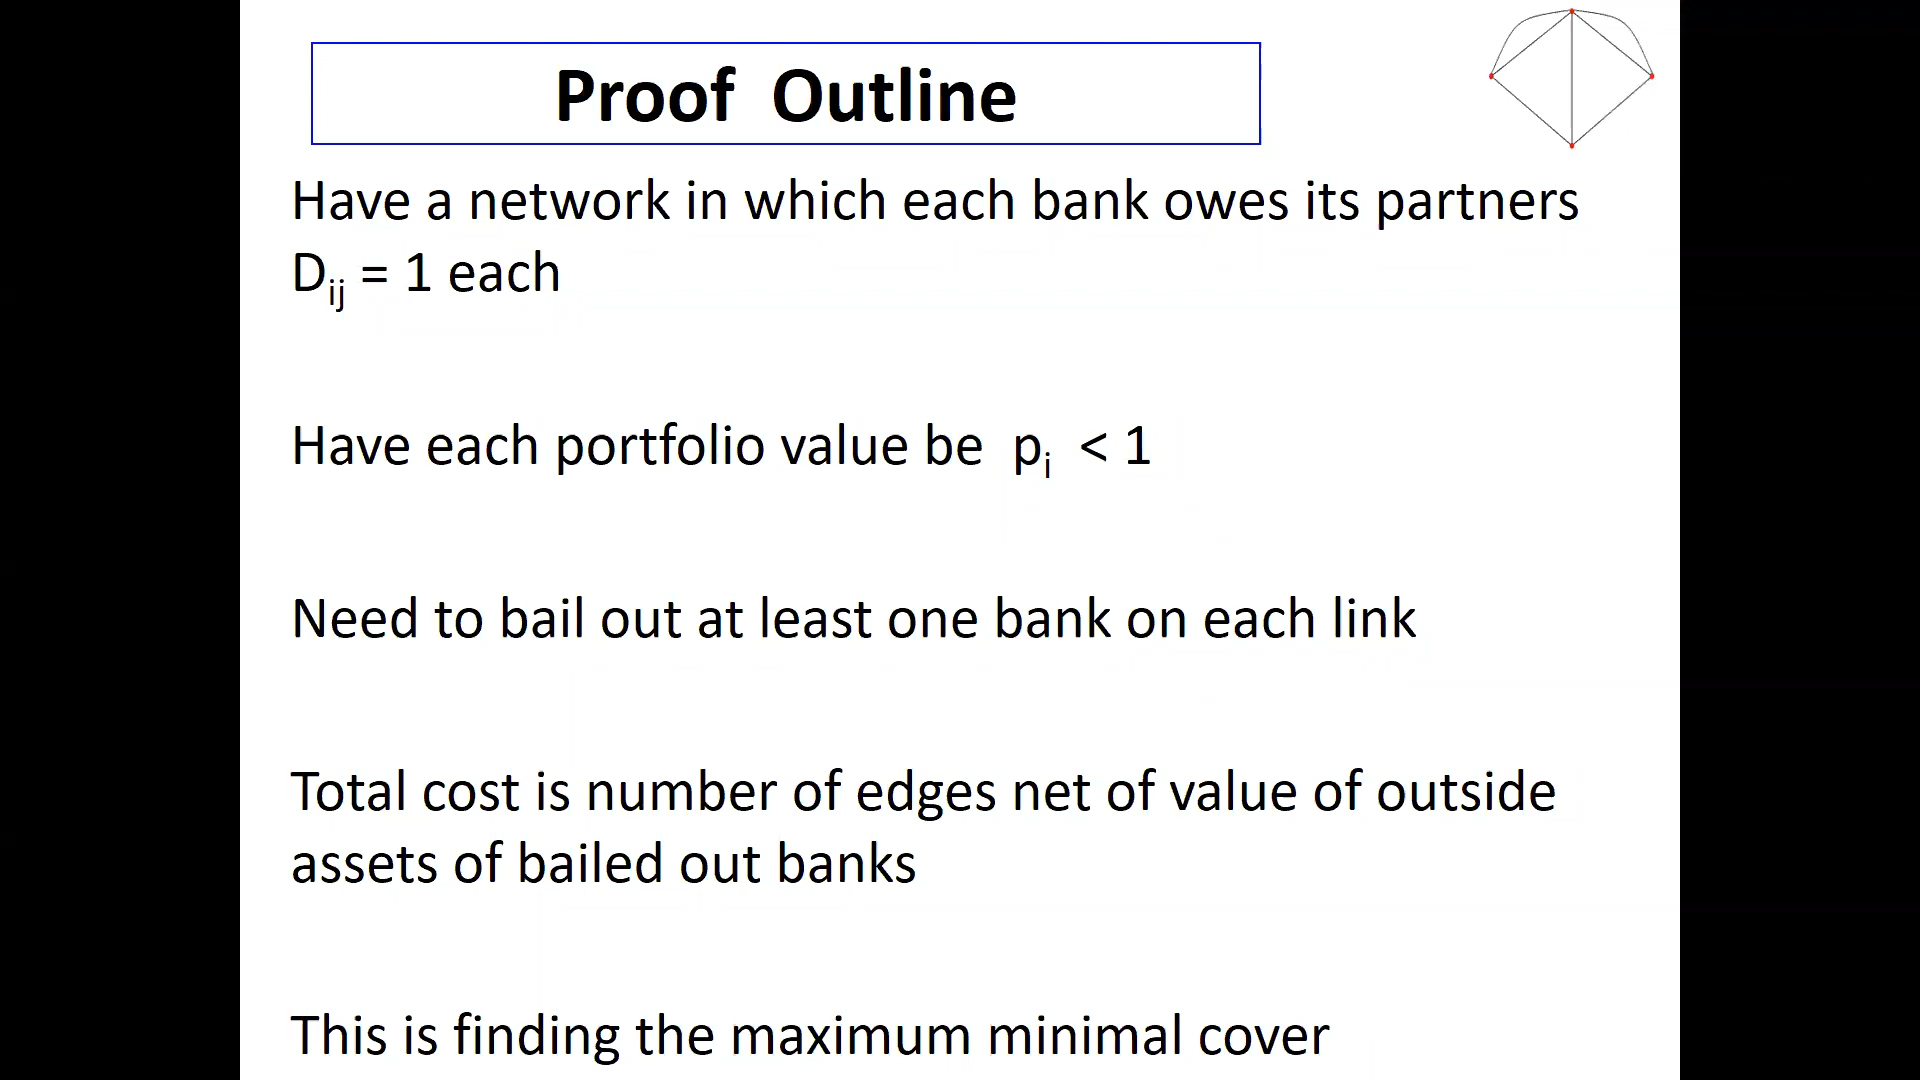 Proof Outline
Have a network in which each bank owes its partners
Dij = 1 each
Have each portfolio value be pi < 1
Need to bail out at least one bank on each link
Total cost is number of edges net of value of outside
assets of bailed out banks
This is finding the maximum minimal cover